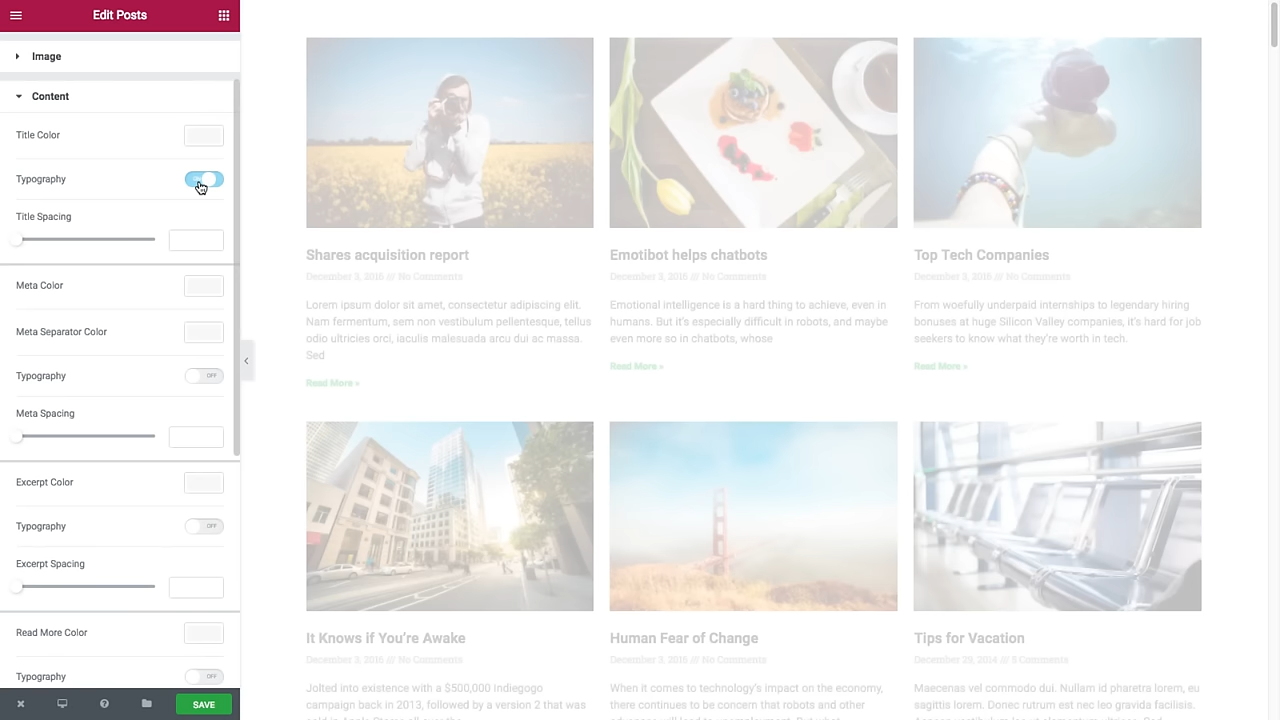 Edit Posts
Image
Content
Title Color
Typography
Title Spacing
Meta Color
Meta Separator Color
Typography
OFF
Meta Spacing
Excerpt Color
Typography
OFF
Excerpt Spacing
Read More Color
Typography
OFF
SAVE
Shares acquisition report
December 3, 2016 /// No Comments
Lorem ipsum dolor sit amet, consectetur adipiscing elit.
Nam fermentum, sem non vestibulum pellentesque, tellus
odio ultricies orci, iaculis malesuada arcu dui ac massa.
Sed
Read More »
Emotibot helps chatbots
December 3, 2016 /// No Comments
Emotional intelligence is a hard thing to achieve, even in
humans. But it's especially difficult in robots, and maybe
even more so in chatbots, whose
Read More »
Top Tech Companies
December 3, 2016 /// No Comments
From woefully underpaid internships to legendary hiring
bonuses at huge Silicon Valley companies, it's hard for job
seekers to know what they're worth in tech.
Read More »
It Knows if You're Awake
December 3, 2016 /// No Comments
Jolted into existence with a $500,000 Indiegogo
campaign back in 2013, followed by a version 2 that was
Human Fear of Change
December 3, 2016 /// No Comments
When it comes to technology's impact on the economy,
there continues to be concern that robots and other
Tips for Vacation
December 29, 2014 /// 8 Comments
Maecenas vel commodo dui. Nullam id pharetra lorem, eu
sagittis lorem. Donec rutrum est nec leo gravida facilisis.